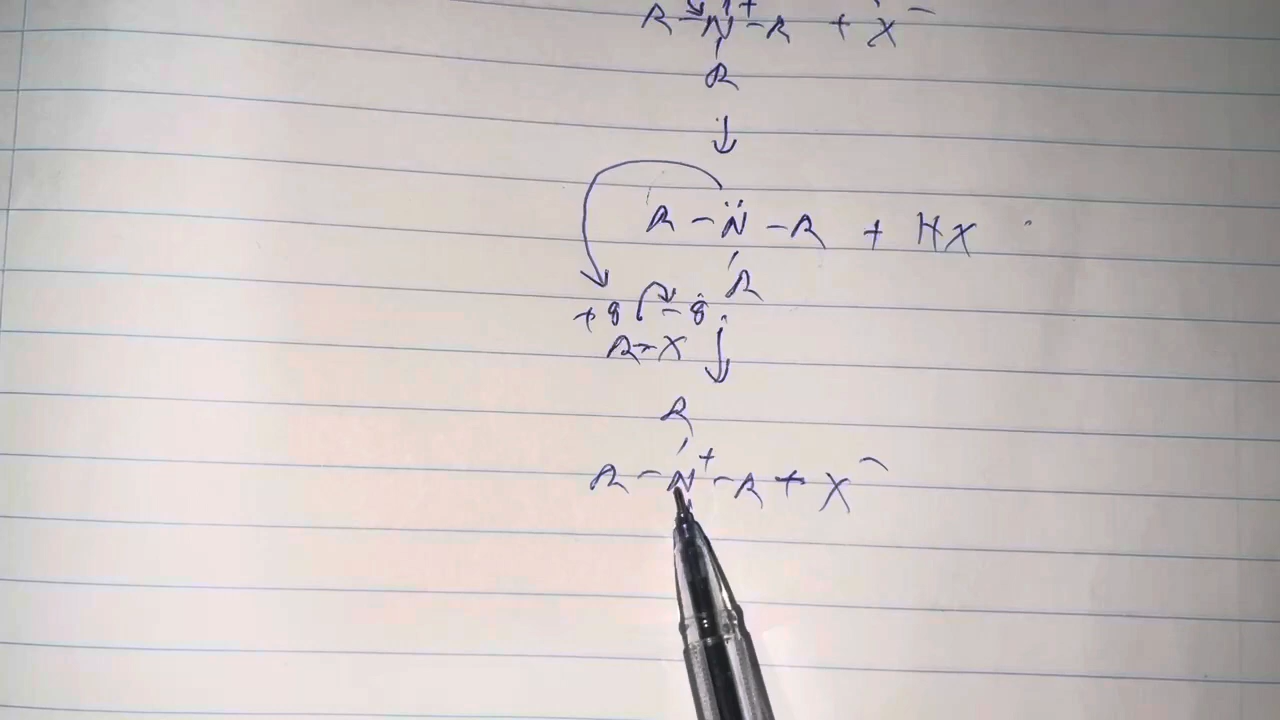 R - N+ - R + X-
R
↓
R - N̈ - R + HX
R
+δ -δ
R - X ↓
R
R - N+ - R + X-